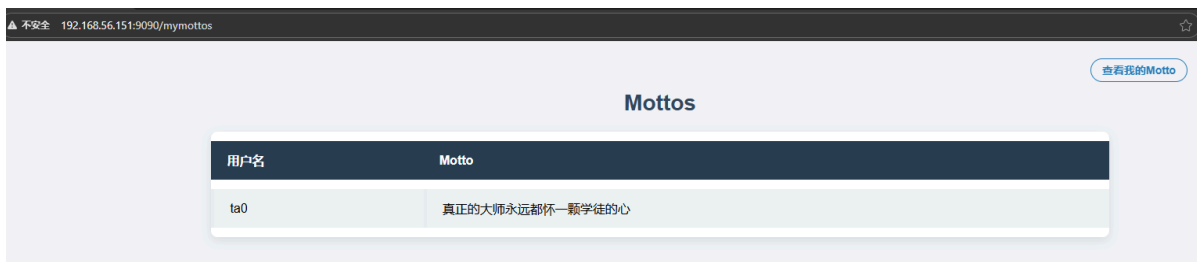 不安全 192.168.56.151:9090/mymottos
查看我的Motto
Mottos
用户名 Motto
ta0 真正的大师永远都怀一颗学徒的心